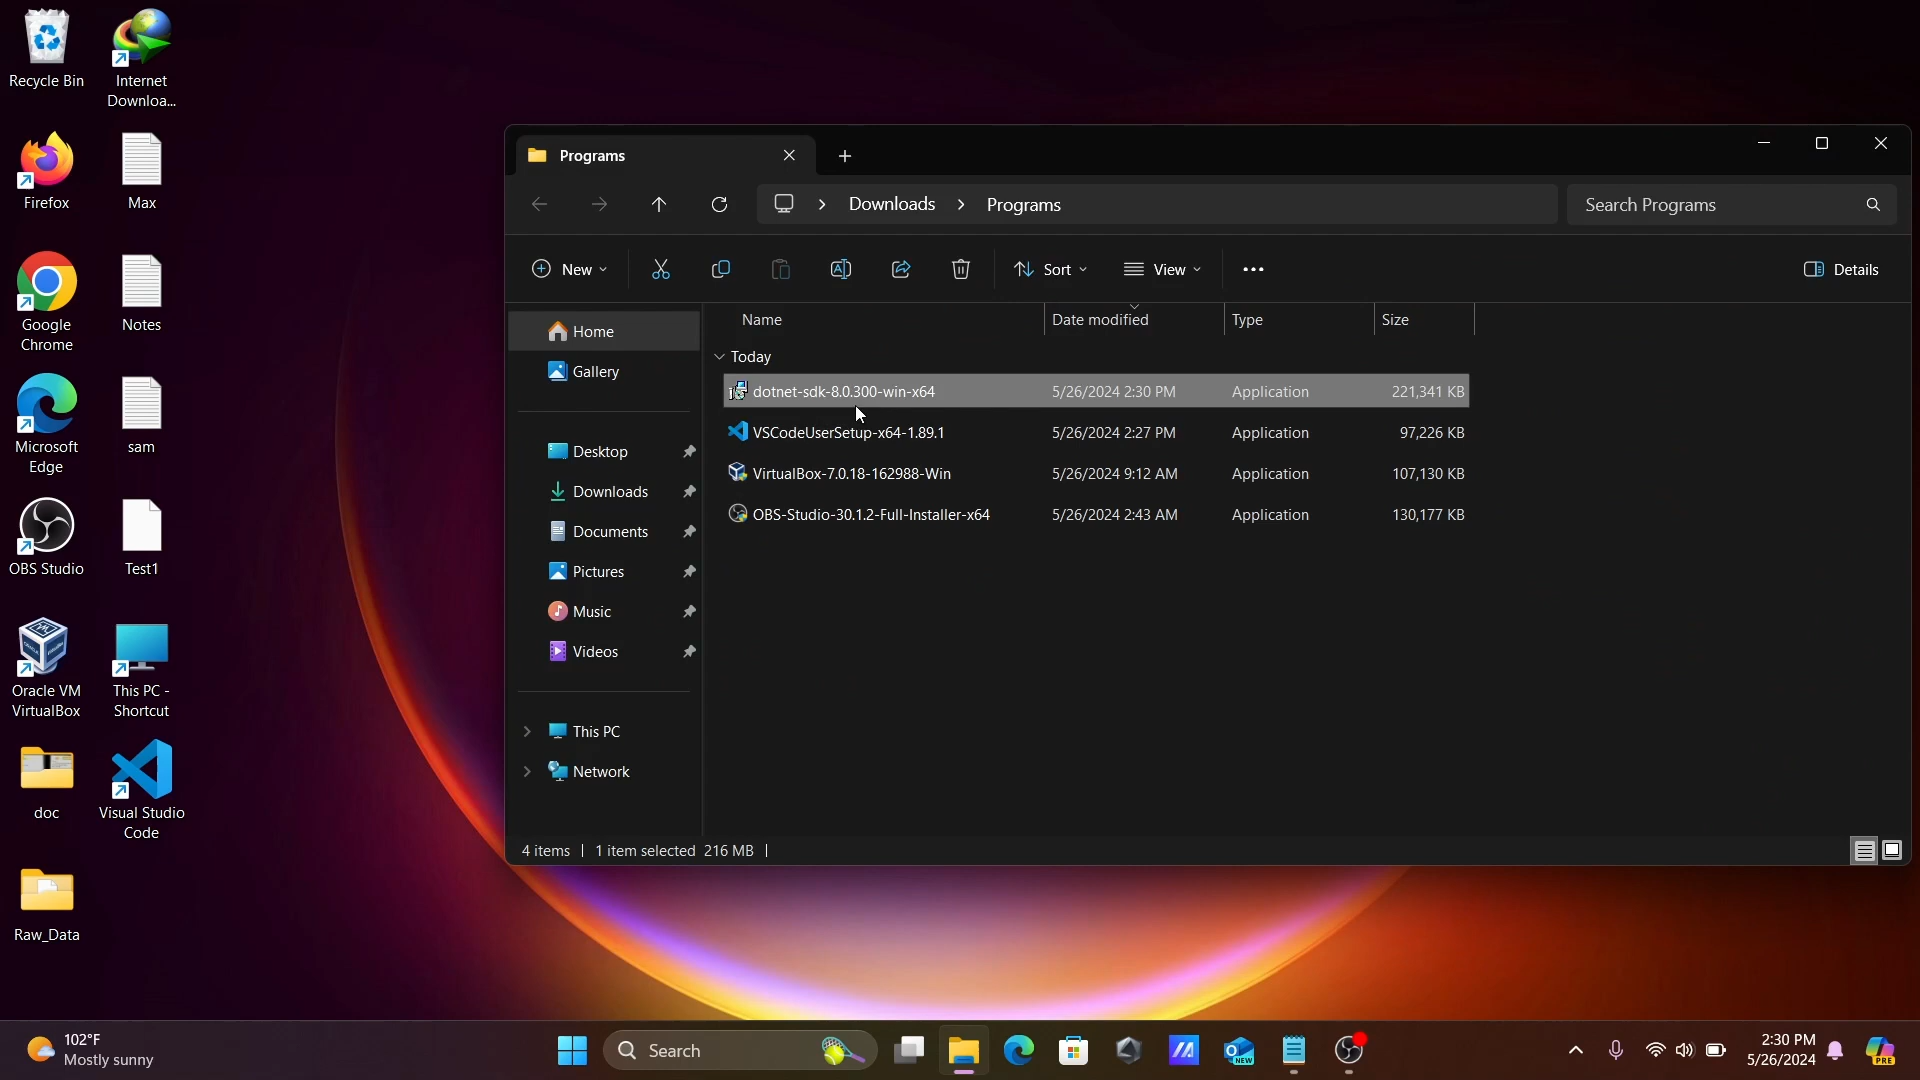 Recycle Bin
Internet
Downloa...
Firefox
Max
Google
Chrome
Notes
Microsoft
Edge
sam
OBS Studio
Test1
Oracle VM
VirtualBox
This PC -
Shortcut
doc
Visual Studio
Code
Raw_Data
Programs
Downloads > Programs
Search Programs
New
Sort
View
Details
Home
Gallery
Desktop
Downloads
Documents
Pictures
Music
Videos
This PC
Network
Name Date modified Type Size
Today
dotnet-sdk-8.0.300-win-x64 5/26/2024 2:30 PM Application 221,341 KB
VSCodeUserSetup-x64-1.89.1 5/26/2024 2:27 PM Application 97,226 KB
VirtualBox-7.0.18-162988-Win 5/26/2024 9:12 AM Application 107,130 KB
OBS-Studio-30.1.2-Full-Installer-x64 5/26/2024 2:43 AM Application 130,177 KB
4 items 1 item selected 216 MB
102°F
Mostly sunny
Search
NEW
2:30 PM
5/26/2024
PRE